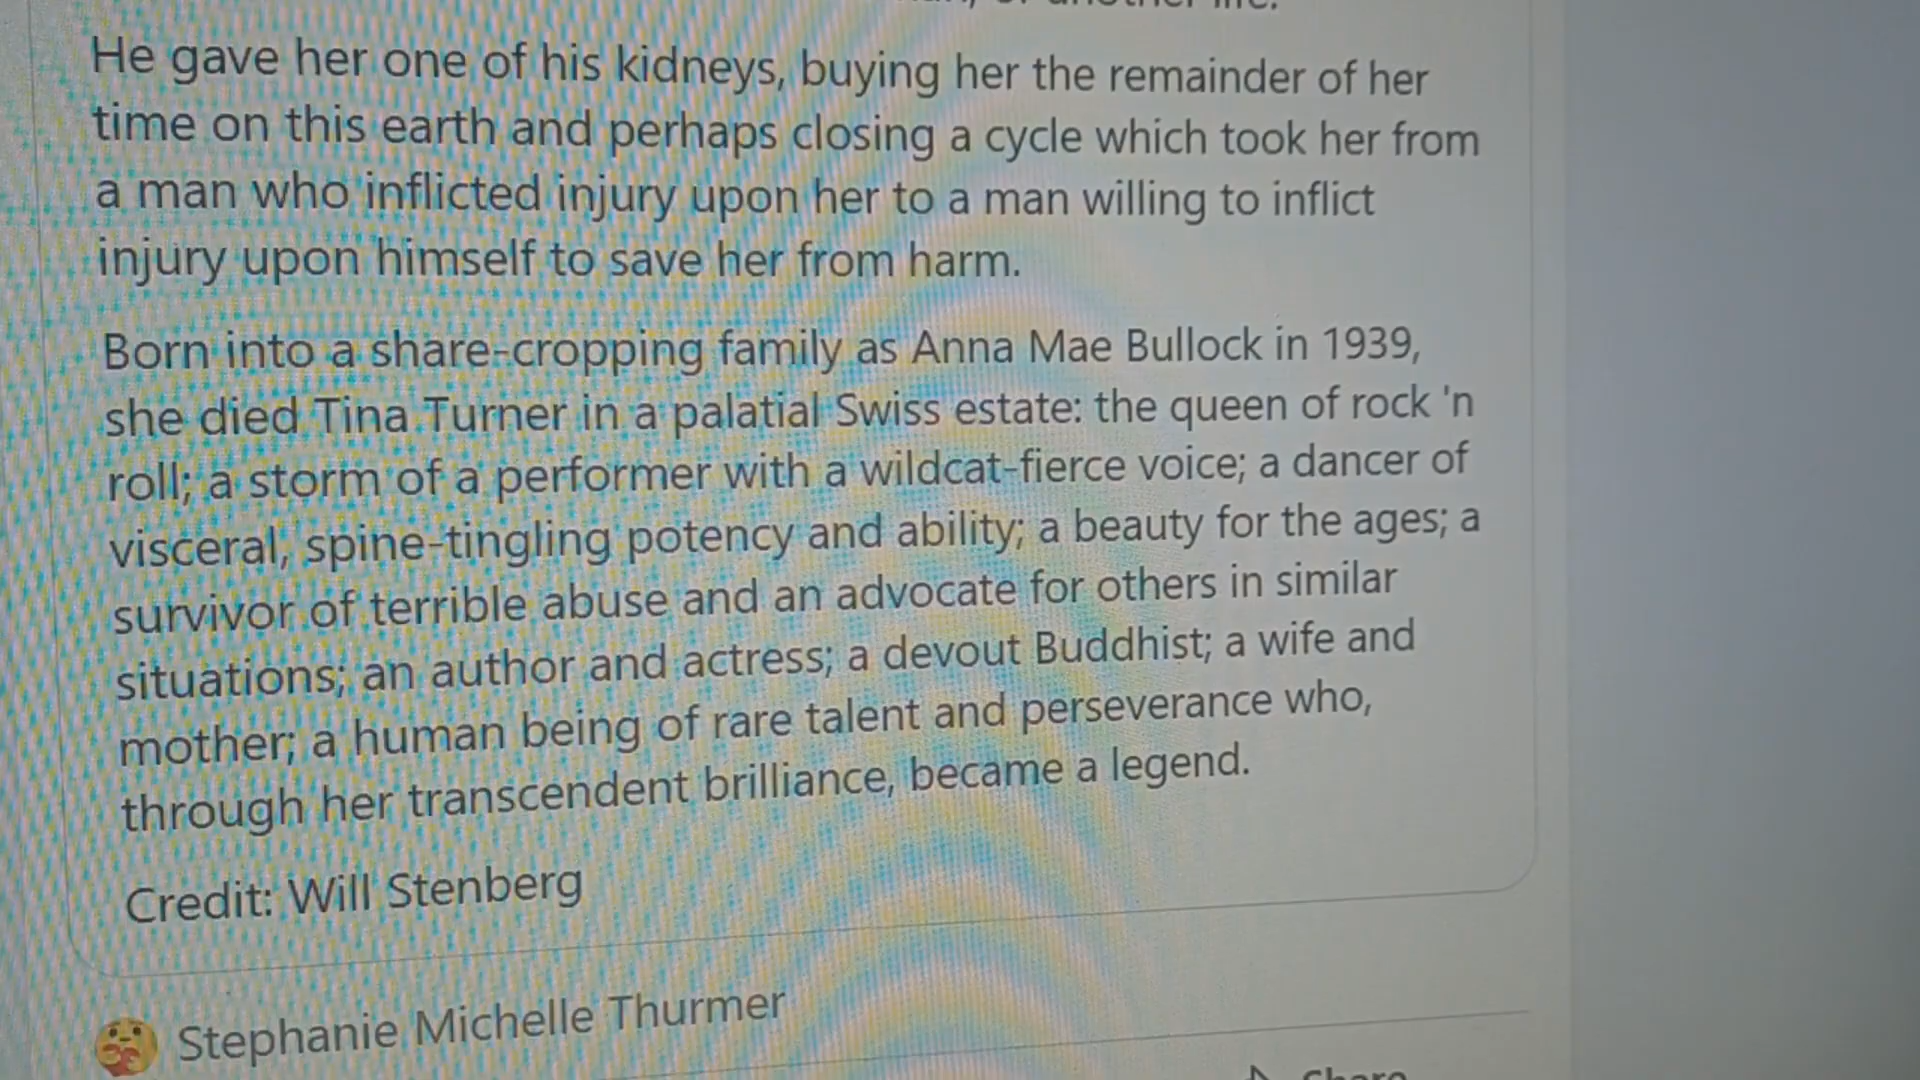 He gave her one of his kidneys, buying her the remainder of her
time on this earth and perhaps closing a cycle which took her from
a man who inflicted injury upon her to a man willing to inflict
injury upon himself to save her from harm.
Born into a share-cropping family as Anna Mae Bullock in 1939,
she died Tina Turner in a palatial Swiss estate: the queen of rock 'n
roll; a storm of a performer with a wildcat-fierce voice; a dancer of
visceral, spine-tingling potency and ability; a beauty for the ages; a
survivor of terrible abuse and an advocate for others in similar
situations; an author and actress; a devout Buddhist; a wife and
mother; a human being of rare talent and perseverance who,
through her transcendent brilliance, became a legend.
Credit: Will Stenberg
Stephanie Michelle Thurmer